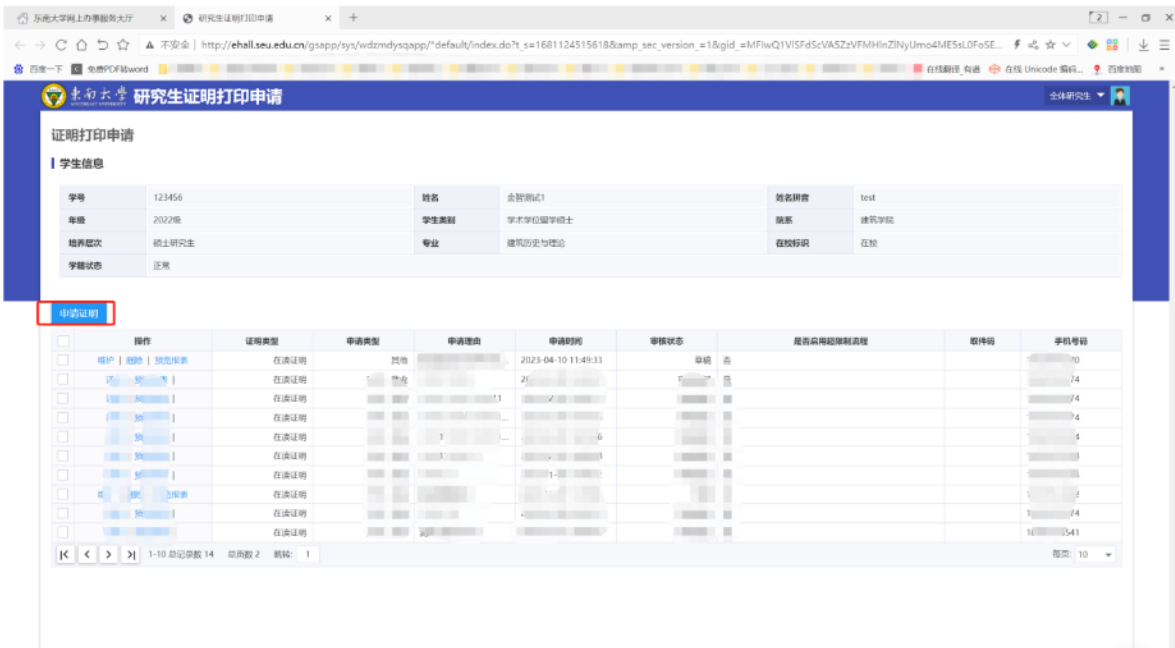 东南大学网上办事服务大厅 × 研究生证明打印申请 × +
不安全 | http://ehall.seu.edu.cn/gsapp/sys/wdzmdysqapp/*default/index.do?t_s=1681124515618&amp_sec_version_=1&gid_=
百度一下 免费PDF转word 在线翻译_有道 在线 Unicode 编码... 百度地图
东南大学 研究生证明打印申请 全体研究生
证明打印申请
学生信息
学号 123456 姓名 金智测试1 姓名拼音 test
年级 2022级 学生类别 学术学位留学硕士 院系 建筑学院
培养层次 硕士研究生 专业 建筑历史与理论 在校标识 在校
学籍状态 正常
申请证明
操作 证明类型 申请类型 申请理由 申请时间 审核状态 是否启用超限制流程 取件码 手机号码
维护 | 删除 | 预览报表 在读证明 其他 2023-04-10 11:49:33 草稿 否
在读证明
在读证明
在读证明
在读证明
在读证明
在读证明
在读证明
在读证明
在读证明
1-10 总记录数 14 总页数 2 跳转: 1 每页: 10